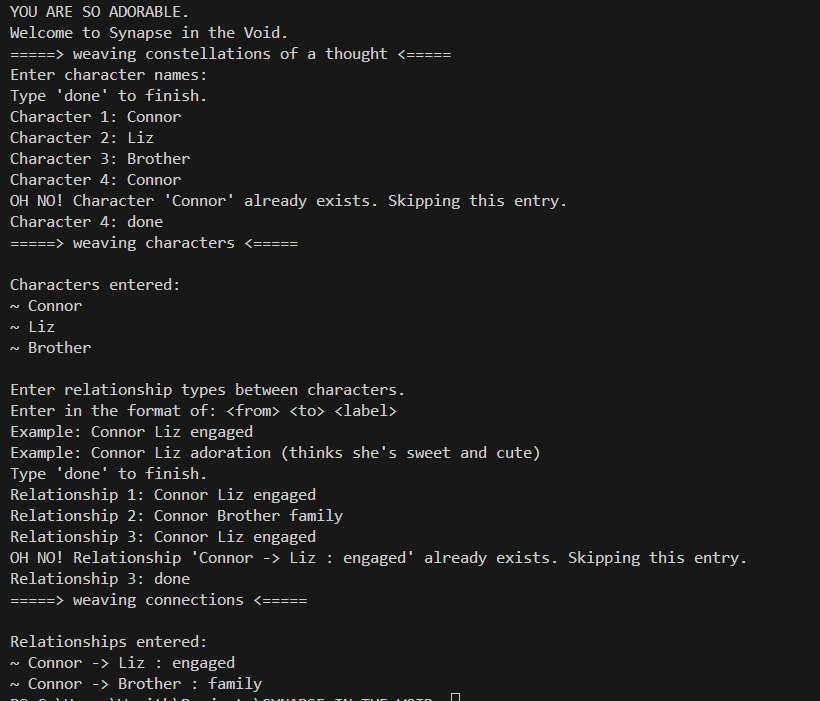 YOU ARE SO ADORABLE.
Welcome to Synapse in the Void.
=====> weaving constellations of a thought <=====
Enter character names:
Type 'done' to finish.
Character 1: Connor
Character 2: Liz
Character 3: Brother
Character 4: Connor
OH NO! Character 'Connor' already exists. Skipping this entry.
Character 4: done
=====> weaving characters <=====
Characters entered:
~ Connor
~ Liz
~ Brother
Enter relationship types between characters.
Enter in the format of: <from> <to> <label>
Example: Connor Liz engaged
Example: Connor Liz adoration (thinks she's sweet and cute)
Type 'done' to finish.
Relationship 1: Connor Liz engaged
Relationship 2: Connor Brother family
Relationship 3: Connor Liz engaged
OH NO! Relationship 'Connor -> Liz : engaged' already exists. Skipping this entry.
Relationship 3: done
=====> weaving connections <=====
Relationships entered:
~ Connor -> Liz : engaged
~ Connor -> Brother : family